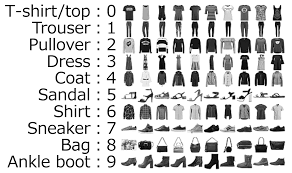 T-shirt/top : 0
Trouser : 1
Pullover : 2
Dress : 3
Coat : 4
Sandal : 5
Shirt : 6
Sneaker : 7
Bag : 8
Ankle boot : 9